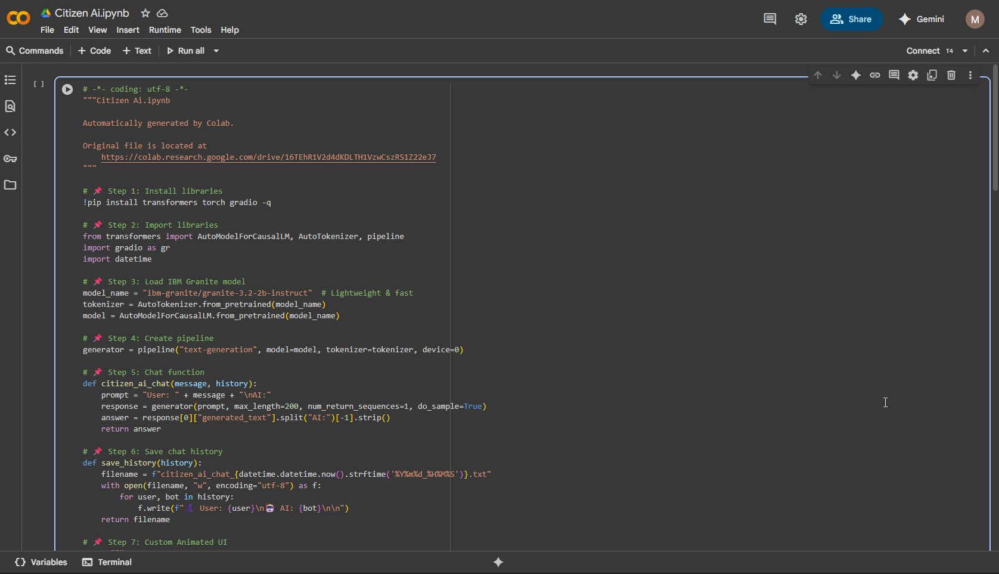 Citizen Ai.ipynb
File Edit View Insert Runtime Tools Help
Share
Gemini
M
Commands + Code + Text Run all
Connect T4
[ ]
# -*- coding: utf-8 -*-
"""Citizen Ai.ipynb
Automatically generated by Colab.
Original file is located at
https://colab.research.google.com/drive/16TEhR1V2d4dKDLTH1VzwCszRS1Z22eJ7
"""
# 📌 Step 1: Install libraries
!pip install transformers torch gradio -q
# 📌 Step 2: Import libraries
from transformers import AutoModelForCausalLM, AutoTokenizer, pipeline
import gradio as gr
import datetime
# 📌 Step 3: Load IBM Granite model
model_name = "ibm-granite/granite-3.2-2b-instruct"  # Lightweight & fast
tokenizer = AutoTokenizer.from_pretrained(model_name)
model = AutoModelForCausalLM.from_pretrained(model_name)
# 📌 Step 4: Create pipeline
generator = pipeline("text-generation", model=model, tokenizer=tokenizer, device=0)
# 📌 Step 5: Chat function
def citizen_ai_chat(message, history):
    prompt = "User: " + message + "\nAI:"
    response = generator(prompt, max_length=200, num_return_sequences=1, do_sample=True)
    answer = response[0]["generated_text"].split("AI:")[-1].strip()
    return answer
# 📌 Step 6: Save chat history
def save_history(history):
    filename = f"citizen_ai_chat_{datetime.datetime.now().strftime('%Y%m%d_%H%M%S')}.txt"
    with open(filename, "w", encoding="utf-8") as f:
        for user, bot in history:
            f.write(f"👤 User: {user}\n🤖 AI: {bot}\n\n")
    return filename
# 📌 Step 7: Custom Animated UI
Variables
Terminal